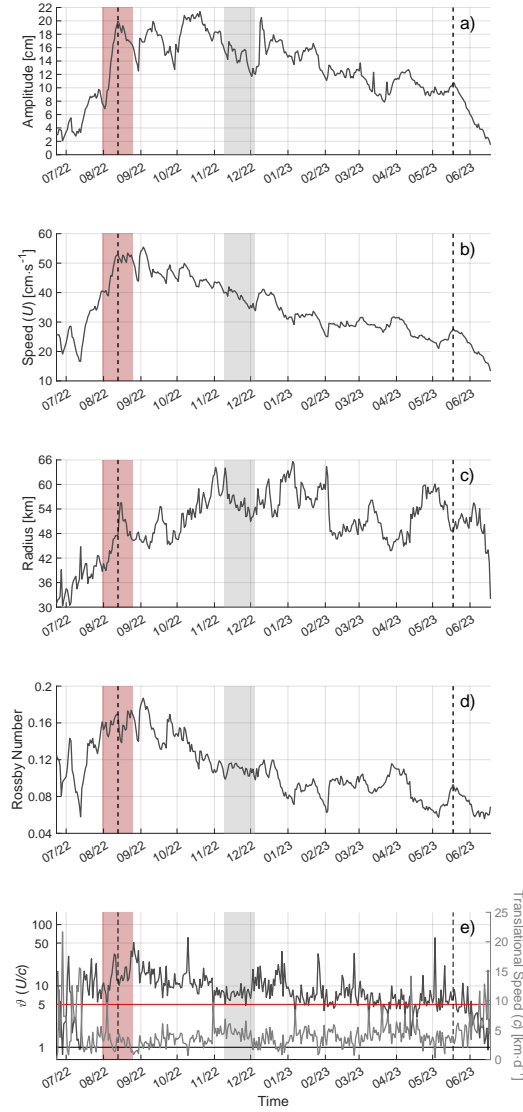 a)
Amplitude [cm]
22
20
18
16
14
12
10
8
6
4
2
0
07/22 08/22 09/22 10/22 11/22 12/22 01/23 02/23 03/23 04/23 05/23 06/23
b)
Speed (U) [cm·s⁻¹]
60
50
40
30
20
10
07/22 08/22 09/22 10/22 11/22 12/22 01/23 02/23 03/23 04/23 05/23 06/23
c)
Radius [km]
66
60
54
48
42
36
30
07/22 08/22 09/22 10/22 11/22 12/22 01/23 02/23 03/23 04/23 05/23 06/23
d)
Rossby Number
0.2
0.16
0.12
0.08
0.04
07/22 08/22 09/22 10/22 11/22 12/22 01/23 02/23 03/23 04/23 05/23 06/23
e)
ϑ (U/c)
100
50
10
5
1
Translational Speed (c) [km·d⁻¹]
25
20
15
10
5
0
07/22 08/22 09/22 10/22 11/22 12/22 01/23 02/23 03/23 04/23 05/23 06/23
Time